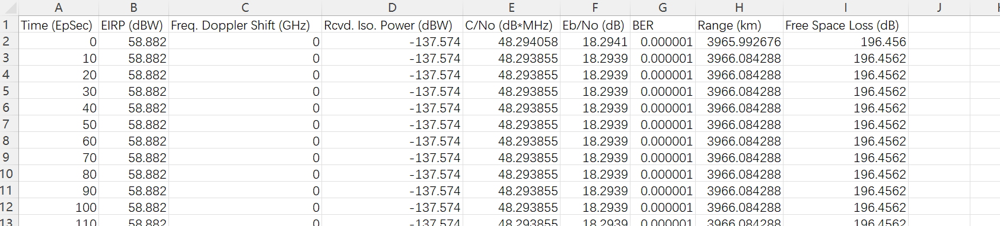 A B C D E F G H I J
1 Time (EpSec) EIRP (dBW) Freq. Doppler Shift (GHz) Rcvd. Iso. Power (dBW) C/No (dB*MHz) Eb/No (dB) BER Range (km) Free Space Loss (dB)
2 0 58.882 0 -137.574 48.294058 18.2941 0.000001 3965.992676 196.456
3 10 58.882 0 -137.574 48.293855 18.2939 0.000001 3966.084288 196.4562
4 20 58.882 0 -137.574 48.293855 18.2939 0.000001 3966.084288 196.4562
5 30 58.882 0 -137.574 48.293855 18.2939 0.000001 3966.084288 196.4562
6 40 58.882 0 -137.574 48.293855 18.2939 0.000001 3966.084288 196.4562
7 50 58.882 0 -137.574 48.293855 18.2939 0.000001 3966.084288 196.4562
8 60 58.882 0 -137.574 48.293855 18.2939 0.000001 3966.084288 196.4562
9 70 58.882 0 -137.574 48.293855 18.2939 0.000001 3966.084288 196.4562
10 80 58.882 0 -137.574 48.293855 18.2939 0.000001 3966.084288 196.4562
11 90 58.882 0 -137.574 48.293855 18.2939 0.000001 3966.084288 196.4562
12 100 58.882 0 -137.574 48.293855 18.2939 0.000001 3966.084288 196.4562
13 110 58.882 0 -137.574 48.293855 18.2939 0.000001 3966.084288 196.4562